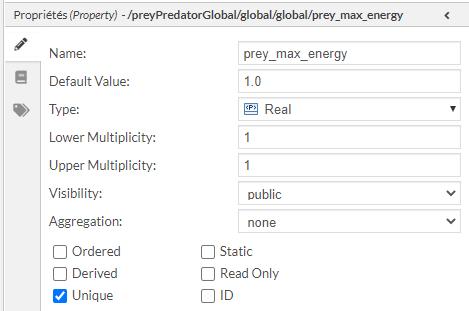 Propriétés (Property) - /preyPredatorGlobal/global/global/prey_max_energy
Name: prey_max_energy
Default Value: 1.0
Type: <P> Real
Lower Multiplicity: 1
Upper Multiplicity: 1
Visibility: public
Aggregation: none
Ordered Static
Derived Read Only
Unique ID